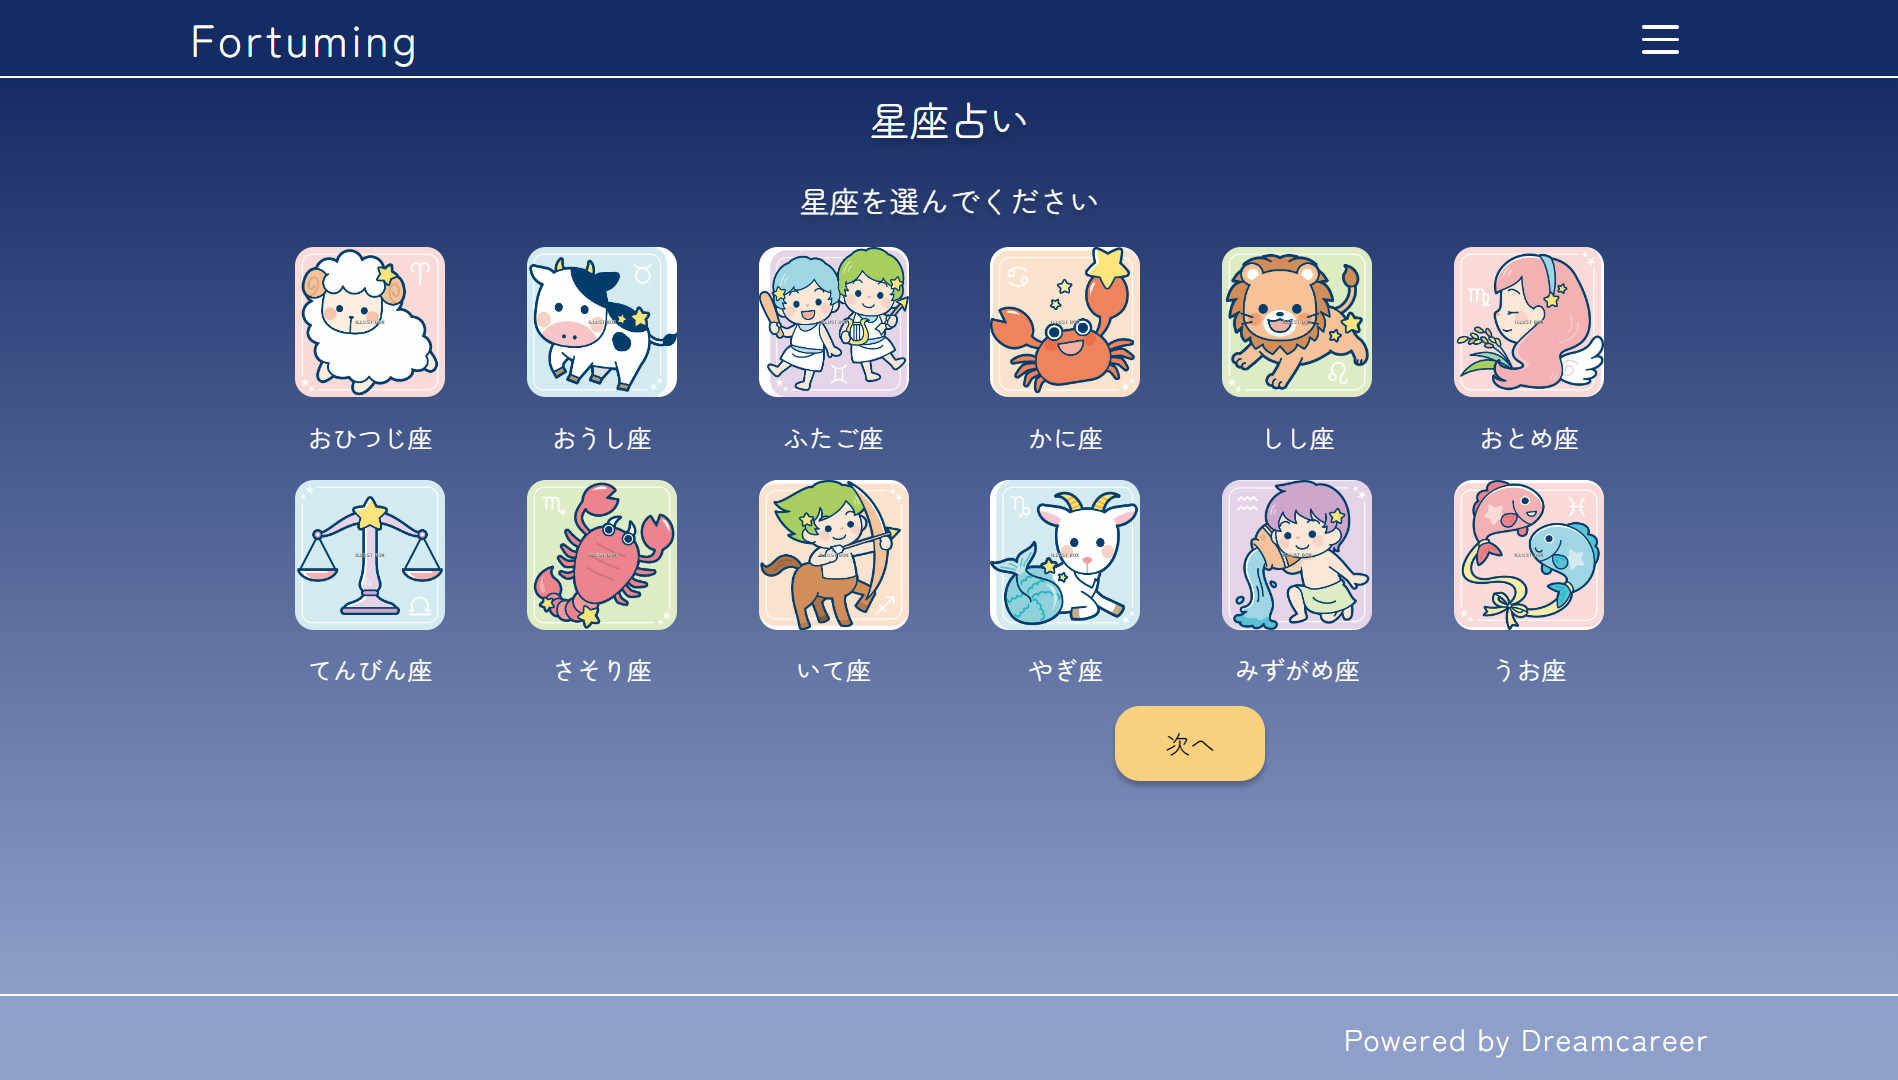 Fortuming
星座占い
星座を選んでください
おひつじ座
おうし座
ふたご座
かに座
しし座
おとめ座
てんびん座
さそり座
いて座
やぎ座
みずがめ座
うお座
次へ
Powered by Dreamcareer